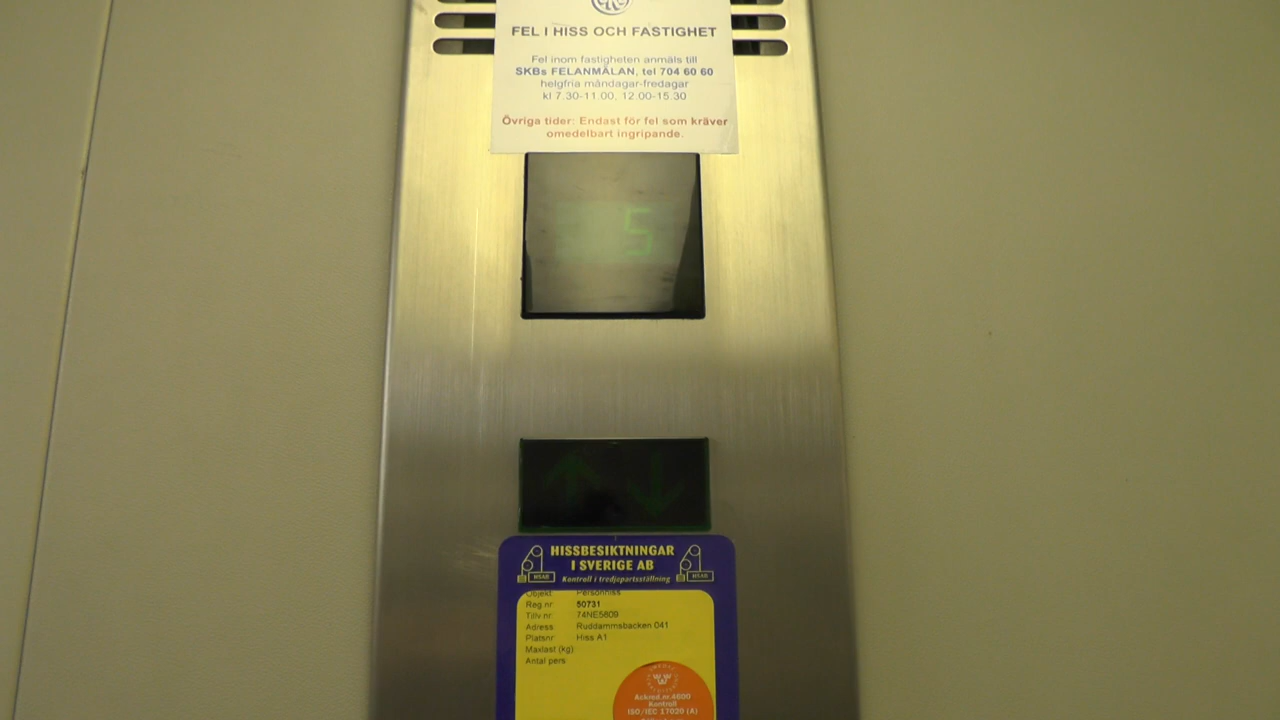 FEL I HISS OCH FASTIGHET
Fel inom fastigheten anmäls till
SKBs FELANMÄLAN, tel 704 60 60
helgfria måndagar-fredagar
kl 7.30-11.00, 12.00-15.30
Övriga tider: Endast för fel som kräver
omedelbart ingripande.
5
HISSBESIKTNINGAR
I SVERIGE AB
Kontroll i tredjepartsställning
HSAB
HSAB
Objekt: Personhiss
Reg.nr: 50731
Tillv.nr: 74NE5809
Adress: Ruddammsbacken 041
Platsnr: Hiss A1
Maxlast (kg)
Antal pers
Ackred.nr.4600
Kontroll
ISO/IEC 17020 (A)